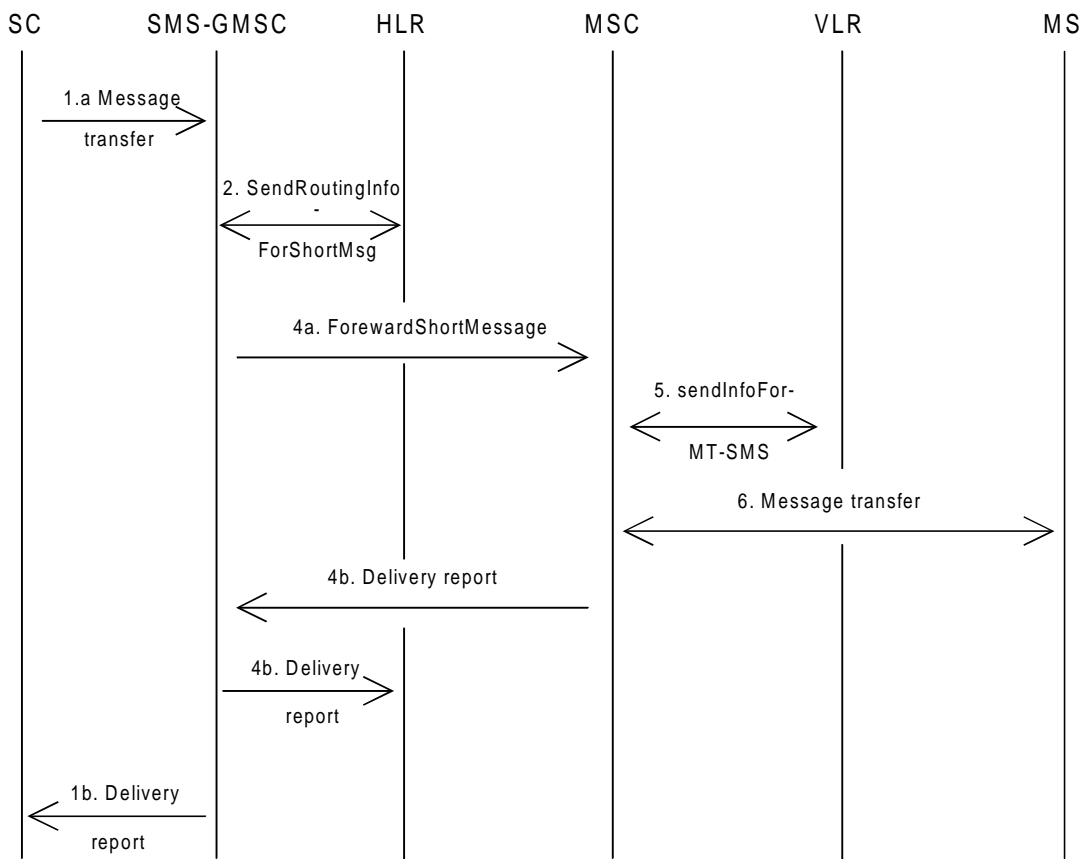 SC SMS-GMSC HLR MSC VLR MS
1.a Message
transfer
2. SendRoutingInfo
-
ForShortMsg
4a. ForewardShortMessage
5. sendInfoFor-
MT-SMS
6. Message transfer
4b. Delivery report
4b. Delivery
report
1b. Delivery
report